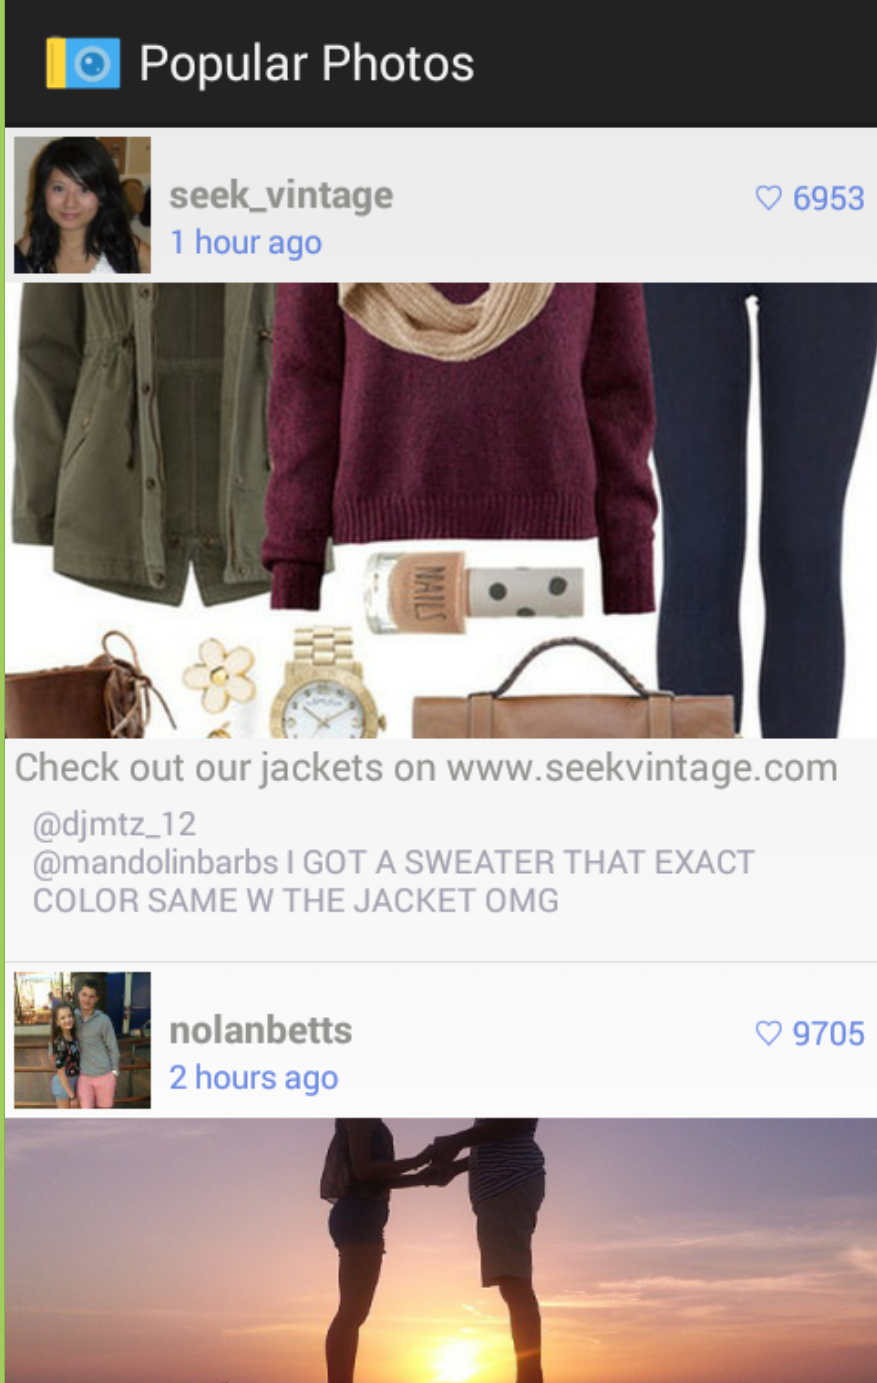 Popular Photos
seek_vintage
6953
1 hour ago
NAILS
Check out our jackets on www.seekvintage.com
@djmtz_12
@mandolinbarbs I GOT A SWEATER THAT EXACT
COLOR SAME W THE JACKET OMG
nolanbetts
9705
2 hours ago